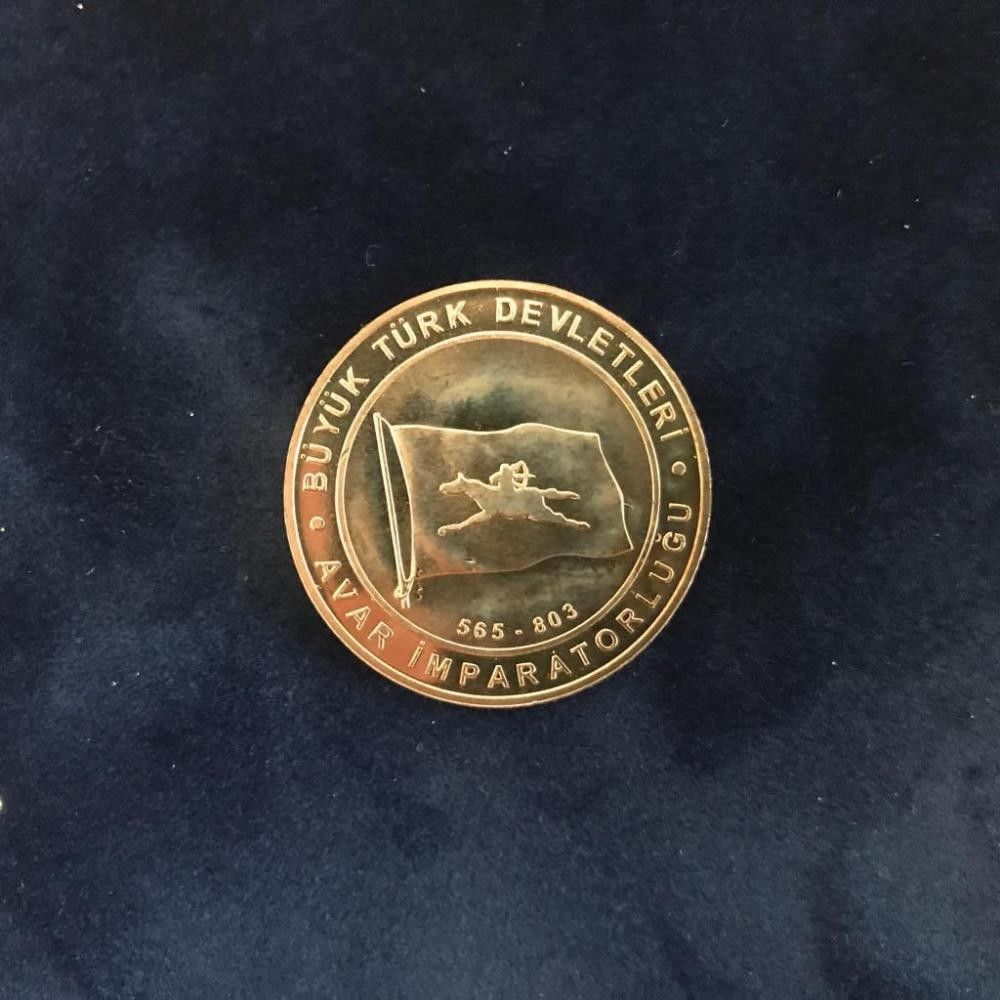 BÜYÜK TÜRK DEVLETLERİ
565 - 803
AVAR İMPARATORLUĞU